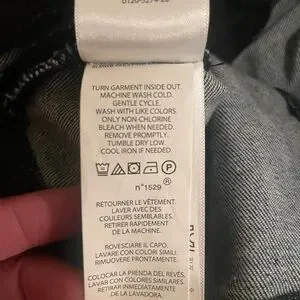 TURN GARMENT INSIDE OUT.
MACHINE WASH COLD.
GENTLE CYCLE.
WASH WITH LIKE COLORS.
ONLY NON-CHLORINE
BLEACH WHEN NEEDED.
REMOVE PROMPTLY.
TUMBLE DRY LOW.
COOL IRON IF NEEDED.
P
n°1529 ®
RETOURNER LE VÊTEMENT.
LAVER AVEC DES
COULEURS SEMBLABLES.
RETIRER RAPIDEMENT
DE LA MACHINE.
ROVESCIARE IL CAPO.
LAVARE CON COLORI SIMILI.
RIMUOVERE PRONTAMENTE.
COLOCAR LA PRENDA DEL REVÉS.
LAVAR CON COLORES SIMILARES.
RETIRAR INMEDIATAMENTE
DE LA LAVADORA.